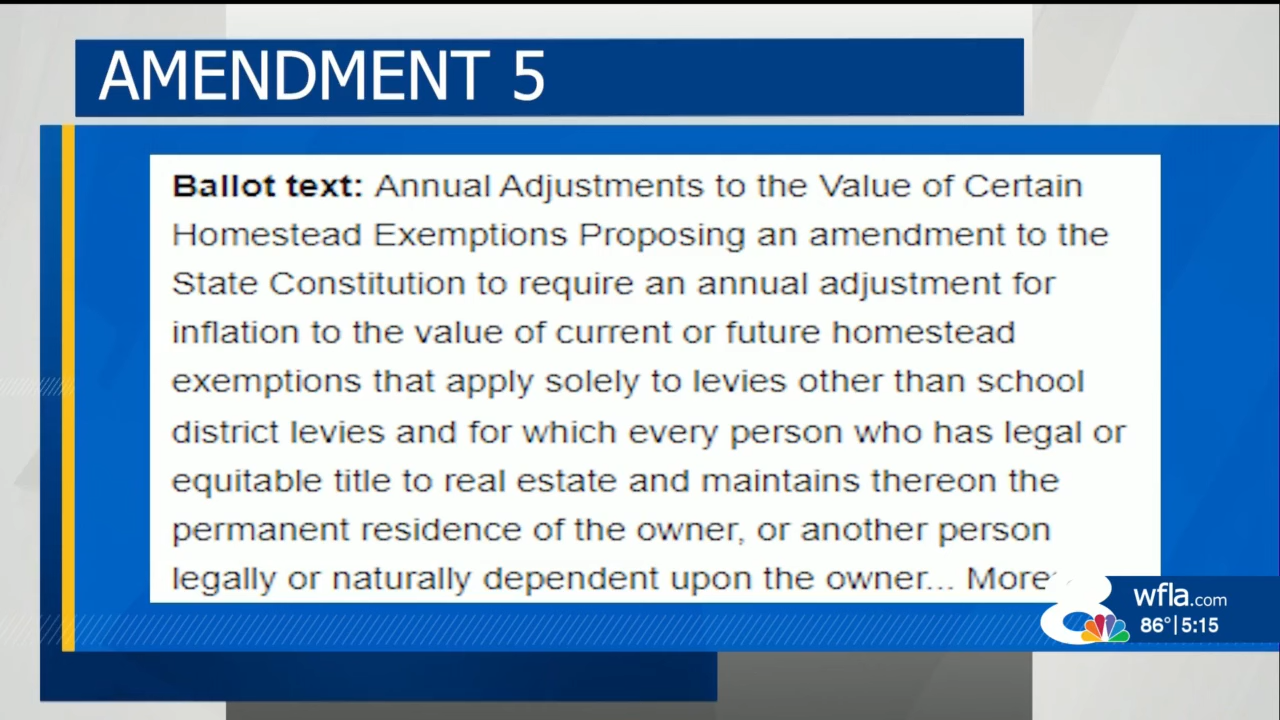 AMENDMENT 5
Ballot text: Annual Adjustments to the Value of Certain
Homestead Exemptions Proposing an amendment to the
State Constitution to require an annual adjustment for
inflation to the value of current or future homestead
exemptions that apply solely to levies other than school
district levies and for which every person who has legal or
equitable title to real estate and maintains thereon the
permanent residence of the owner, or another person
legally or naturally dependent upon the owner... More
8
wfla.com
86°|5:15